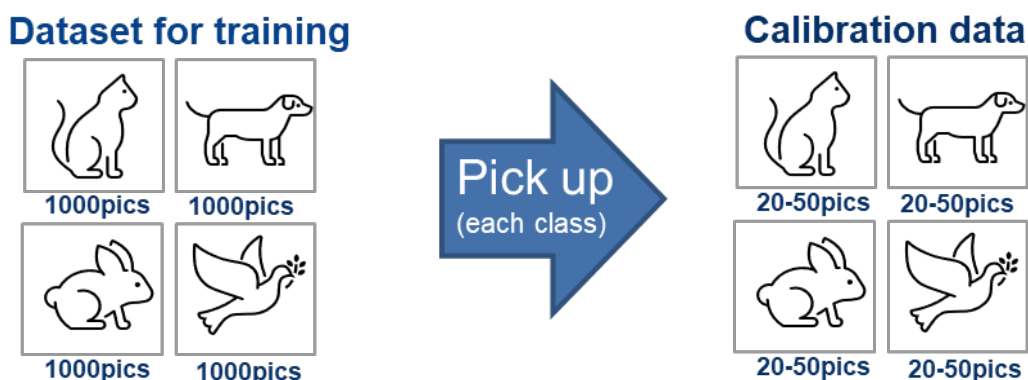 Dataset for training
1000pics 1000pics
1000pics 1000pics
Pick up
(each class)
Calibration data
20-50pics 20-50pics
20-50pics 20-50pics